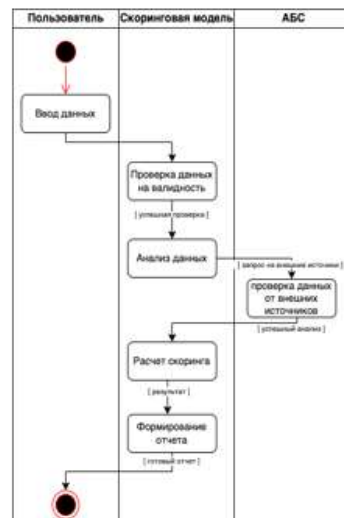 Пользователь
Скоринговая модель
АБС
Ввод данных
Проверка данных
на валидность
[ успешная проверка ]
Анализ данных
[ запрос на внешние источники ]
проверка данных
от внешних
источников
[ успешный анализ ]
Расчет скоринга
[ результат ]
Формирование
отчета
[ готовый отчет ]